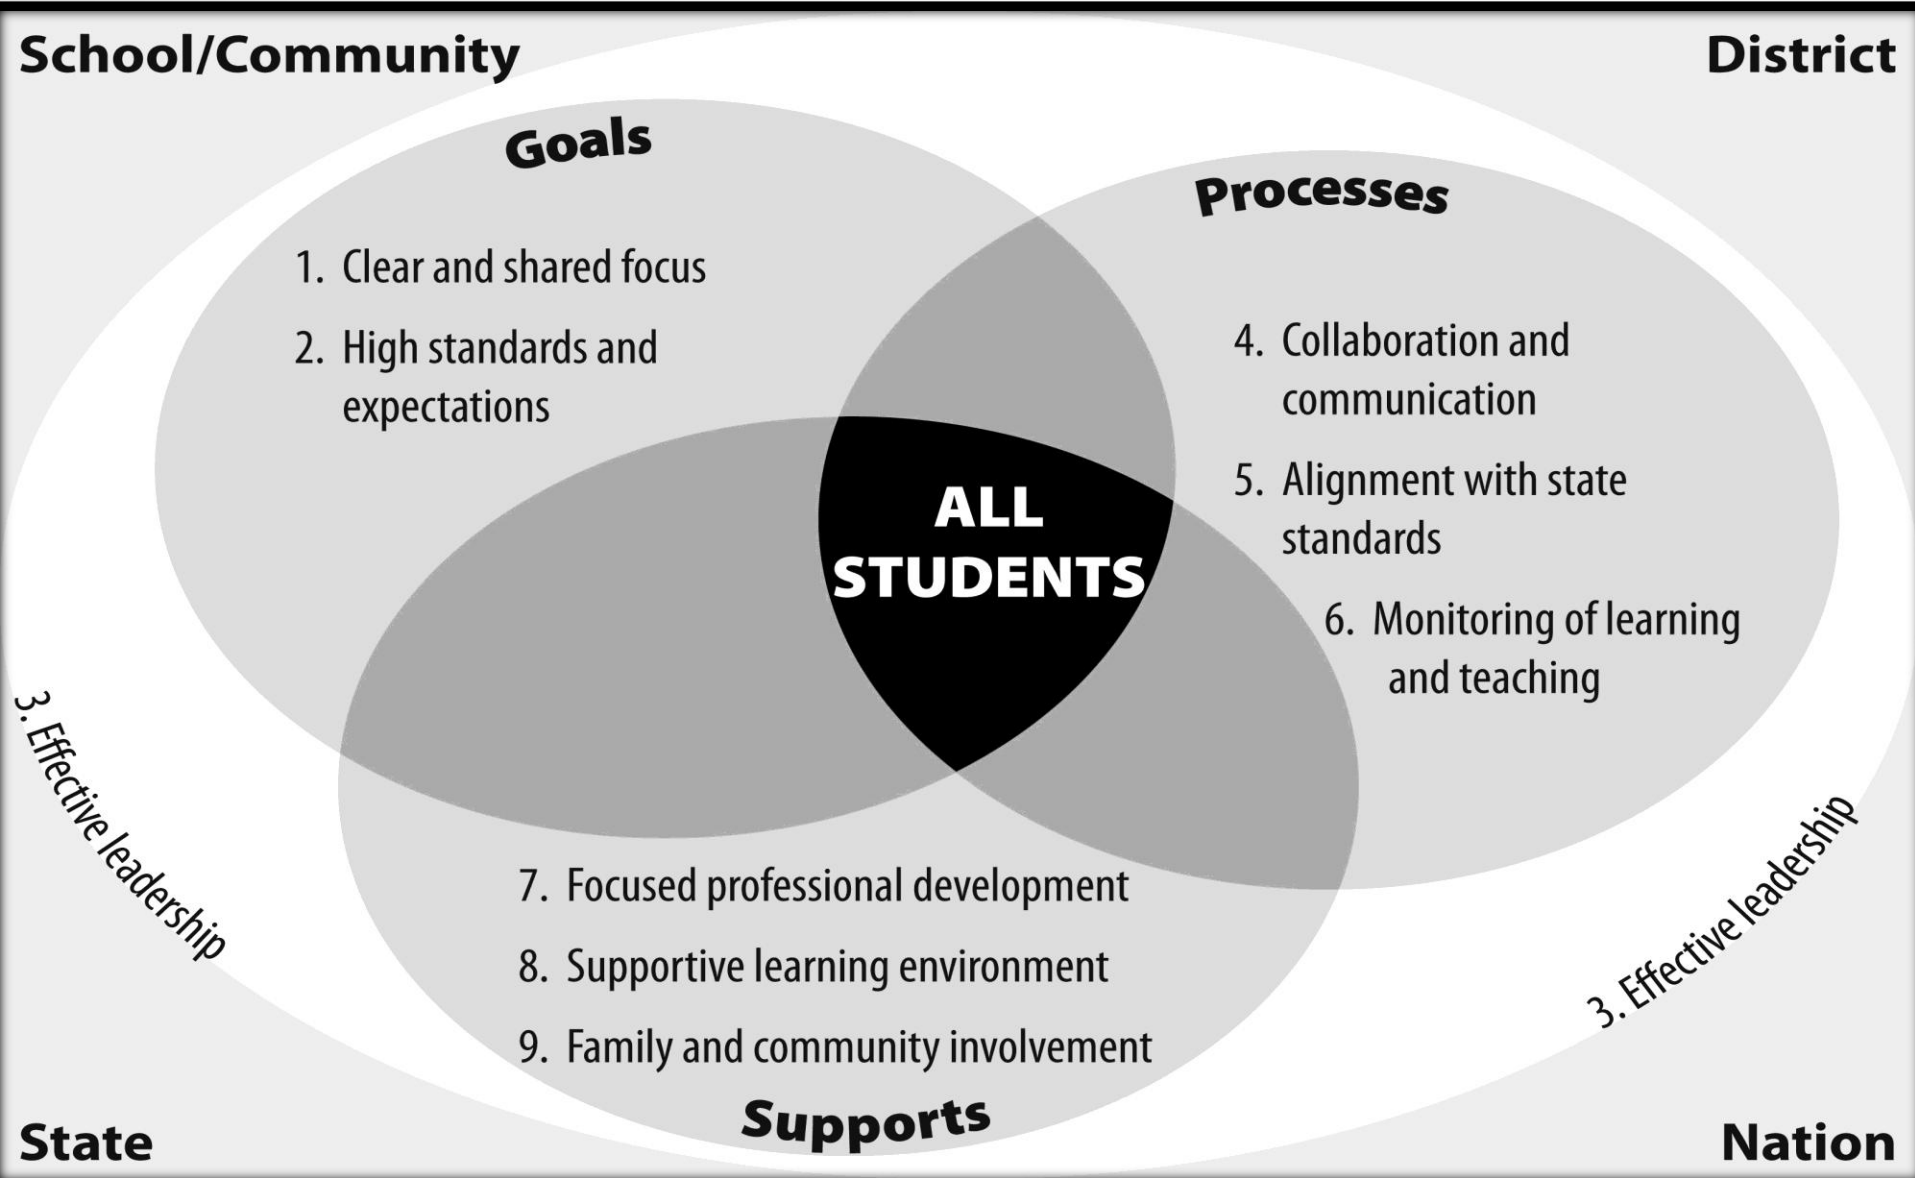 School/Community
District
Goals
1. Clear and shared focus
2. High standards and
expectations
Processes
4. Collaboration and
communication
5. Alignment with state
standards
6. Monitoring of learning
and teaching
ALL
STUDENTS
3. Effective leadership
3. Effective leadership
7. Focused professional development
8. Supportive learning environment
9. Family and community involvement
Supports
State
Nation